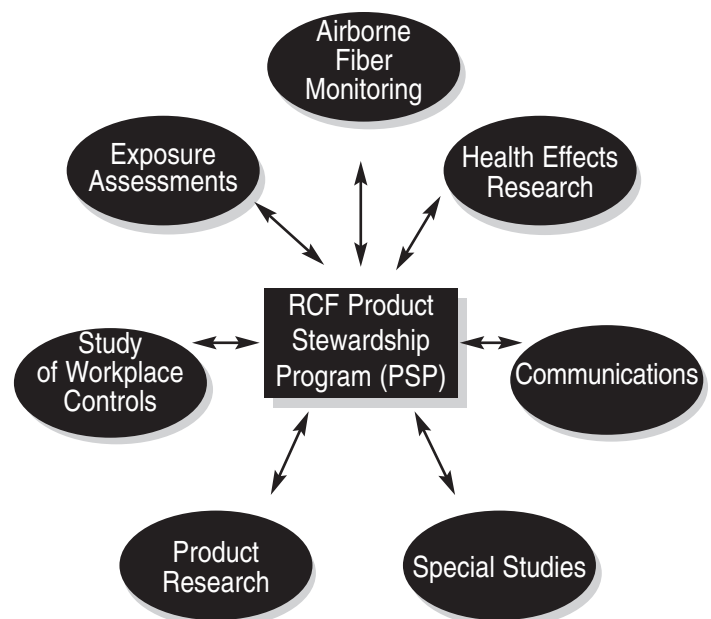 Airborne
Fiber
Monitoring
Exposure
Assessments
Health Effects
Research
RCF Product
Stewardship
Program (PSP)
Study
of Workplace
Controls
Communications
Product
Research
Special Studies